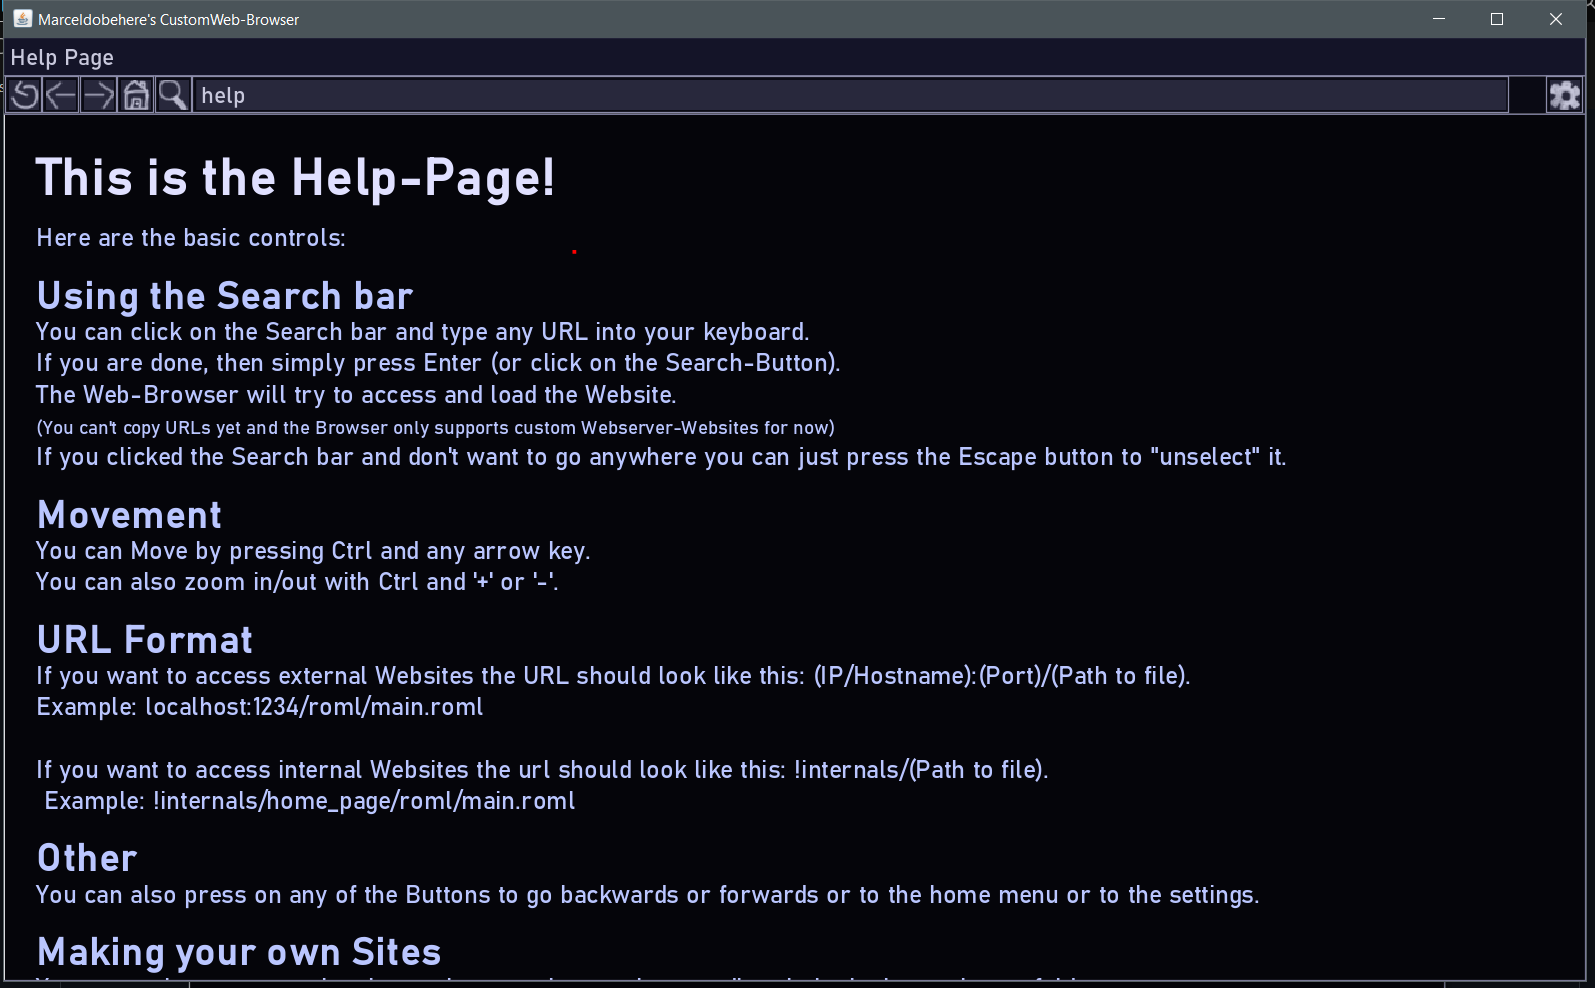 Marceldobehere's CustomWeb-Browser
Help Page
help
This is the Help-Page!
Here are the basic controls:
Using the Search bar
You can click on the Search bar and type any URL into your keyboard.
If you are done, then simply press Enter (or click on the Search-Button).
The Web-Browser will try to access and load the Website.
(You can't copy URLs yet and the Browser only supports custom Webserver-Websites for now)
If you clicked the Search bar and don't want to go anywhere you can just press the Escape button to "unselect" it.
Movement
You can Move by pressing Ctrl and any arrow key.
You can also zoom in/out with Ctrl and '+' or '-'.
URL Format
If you want to access external Websites the URL should look like this: (IP/Hostname):(Port)/(Path to file).
Example: localhost:1234/roml/main.roml
If you want to access internal Websites the url should look like this: !internals/(Path to file).
Example: !internals/home_page/roml/main.roml
Other
You can also press on any of the Buttons to go backwards or forwards or to the home menu or to the settings.
Making your own Sites